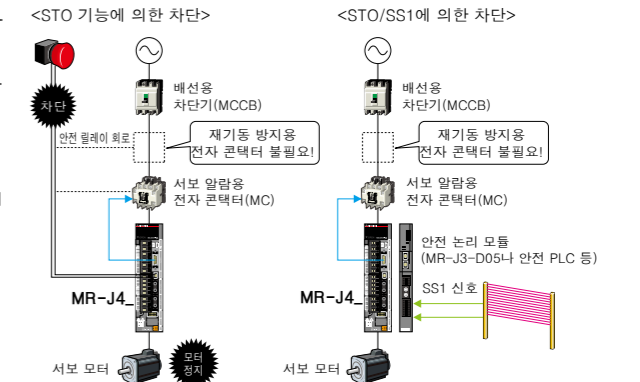 <STO 기능에 의한 차단>
차단
안전 릴레이 회로
배선용
차단기(MCCB)
재기동 방지용
전자 콘택터 불필요!
서보 알람용
전자 콘택터(MC)
MR-J4_
서보 모터
모터
정지
<STO/SS1에 의한 차단>
배선용
차단기(MCCB)
재기동 방지용
전자 콘택터 불필요!
서보 알람용
전자 콘택터(MC)
안전 논리 모듈
(MR-J3-D05나 안전 PLC 등)
SS1 신호
MR-J4_
서보 모터